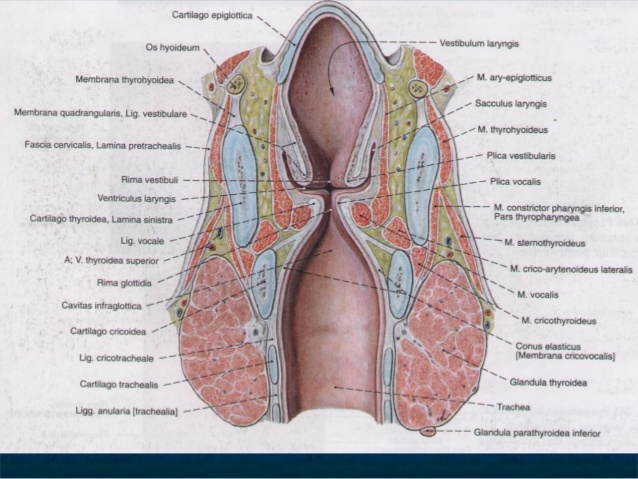 Cartilago epiglottica
Os hyoideum
Membrana thyrohyoidea
Membrana quadrangularis, Lig. vestibulare
Fascia cervicalis, Lamina pretrachealis
Rima vestibuli
Ventriculus laryngis
Cartilago thyroidea, Lamina sinistra
Lig. vocale
A; V. thyroidea superior
Rima glottidis
Cavitas infraglottica
Cartilago cricoidea
Lig. cricotracheale
Cartilago trachealis
Ligg. anularia [trachealia]
Vestibulum laryngis
M. ary-epiglotticus
Sacculus laryngis
M. thyrohyoideus
Plica vestibularis
Plica vocalis
M. constrictor pharyngis inferior,
Pars thyropharyngea
M. sternothyroideus
M. crico-arytenoideus lateralis
M. vocalis
M. cricothyroideus
Conus elasticus
[Membrana cricovocalis]
Glandula thyroidea
Trachea
Glandula parathyroidea inferior